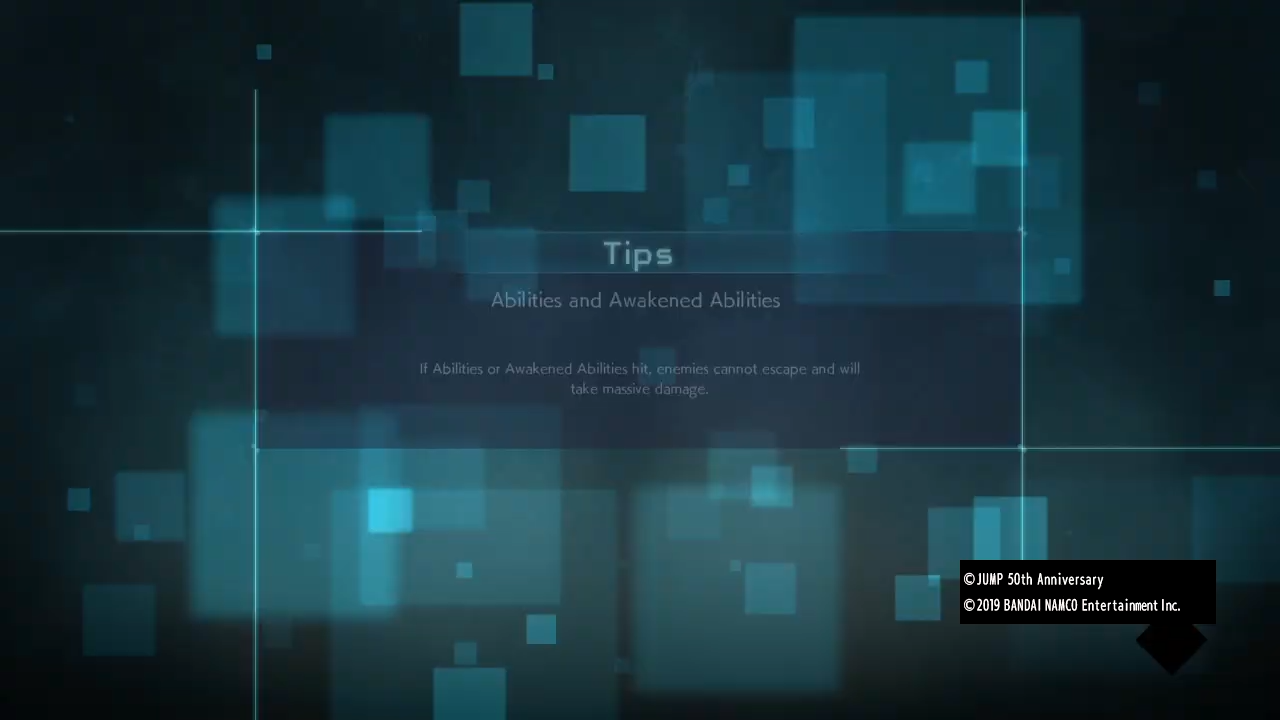 Tips
Abilities and Awakened Abilities
If Abilities or Awakened Abilities hit, enemies cannot escape and will
take massive damage.
©JUMP 50th Anniversary
©2019 BANDAI NAMCO Entertainment Inc.